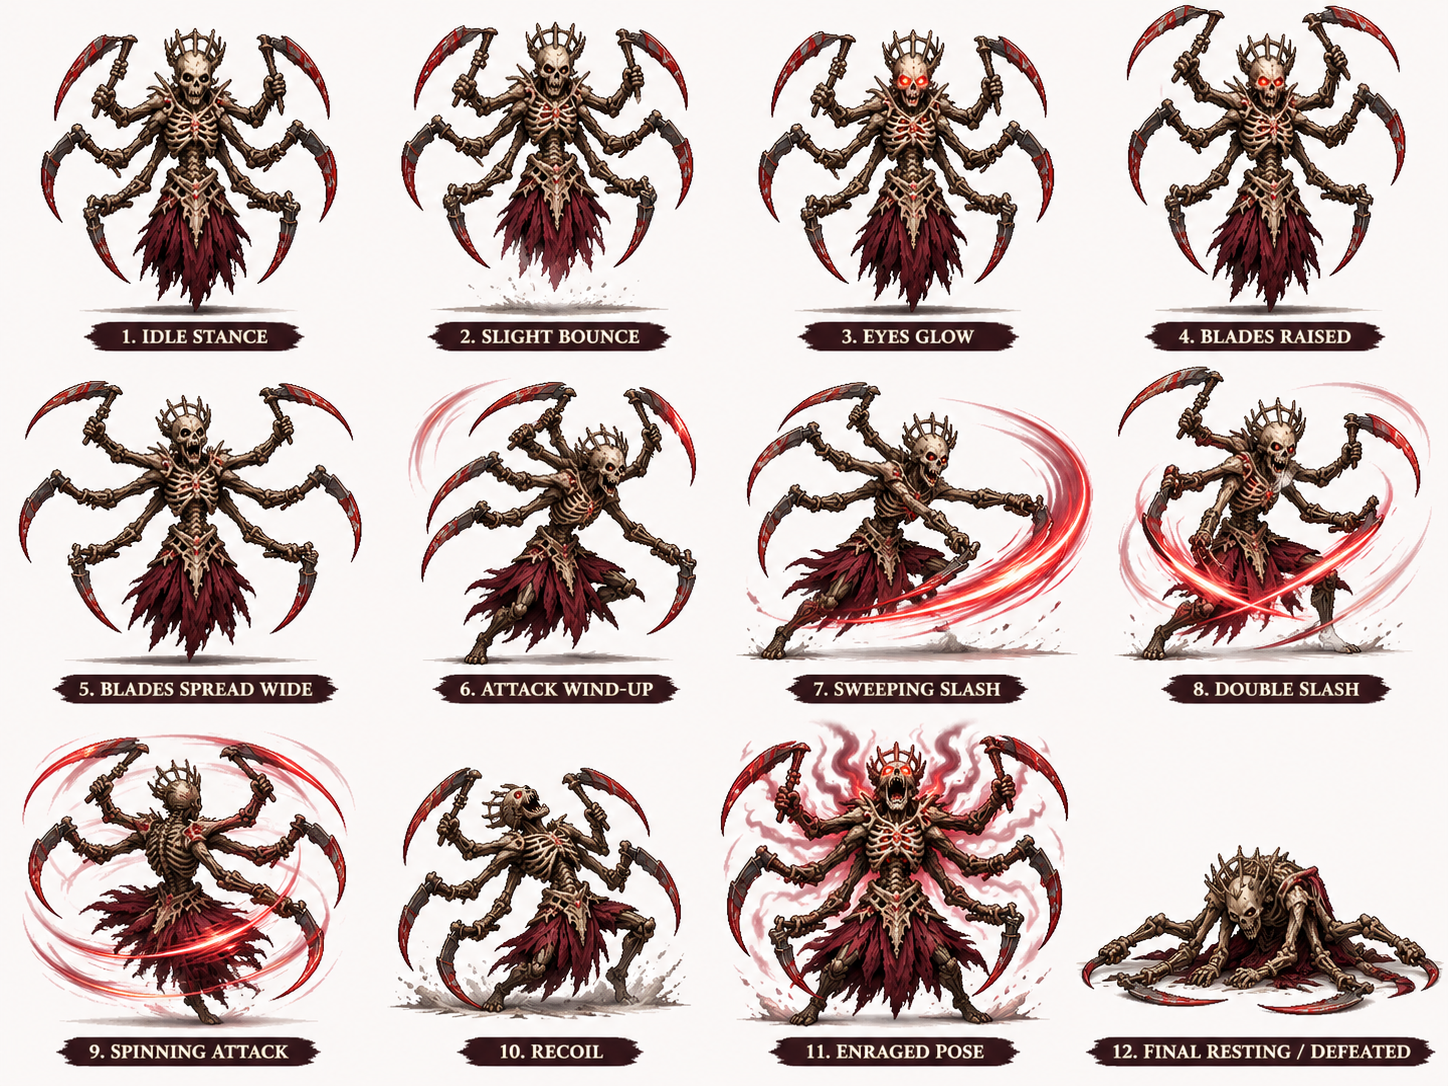 1. IDLE STANCE
2. SLIGHT BOUNCE
3. EYES GLOW
4. BLADES RAISED
5. BLADES SPREAD WIDE
6. ATTACK WIND-UP
7. SWEEPING SLASH
8. DOUBLE SLASH
9. SPINNING ATTACK
10. RECOIL
11. ENRAGED POSE
12. FINAL RESTING / DEFEATED